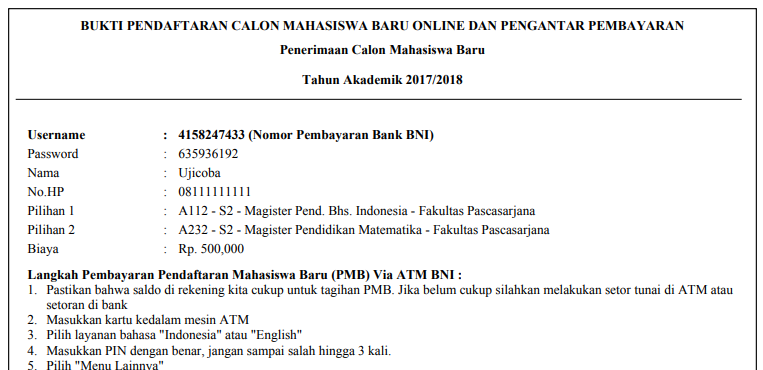 BUKTI PENDAFTARAN CALON MAHASISWA BARU ONLINE DAN PENGANTAR PEMBAYARAN
Penerimaan Calon Mahasiswa Baru
Tahun Akademik 2017/2018
Username : 4158247433 (Nomor Pembayaran Bank BNI)
Password : 635936192
Nama : Ujicoba
No.HP : 08111111111
Pilihan 1 : A112 - S2 - Magister Pend. Bhs. Indonesia - Fakultas Pascasarjana
Pilihan 2 : A232 - S2 - Magister Pendidikan Matematika - Fakultas Pascasarjana
Biaya : Rp. 500,000
Langkah Pembayaran Pendaftaran Mahasiswa Baru (PMB) Via ATM BNI :
1. Pastikan bahwa saldo di rekening kita cukup untuk tagihan PMB. Jika belum cukup silahkan melakukan setor tunai di ATM atau
setoran di bank
2. Masukkan kartu kedalam mesin ATM
3. Pilih layanan bahasa "Indonesia" atau "English"
4. Masukkan PIN dengan benar, jangan sampai salah hingga 3 kali.
5. Pilih "Menu Lainnya"